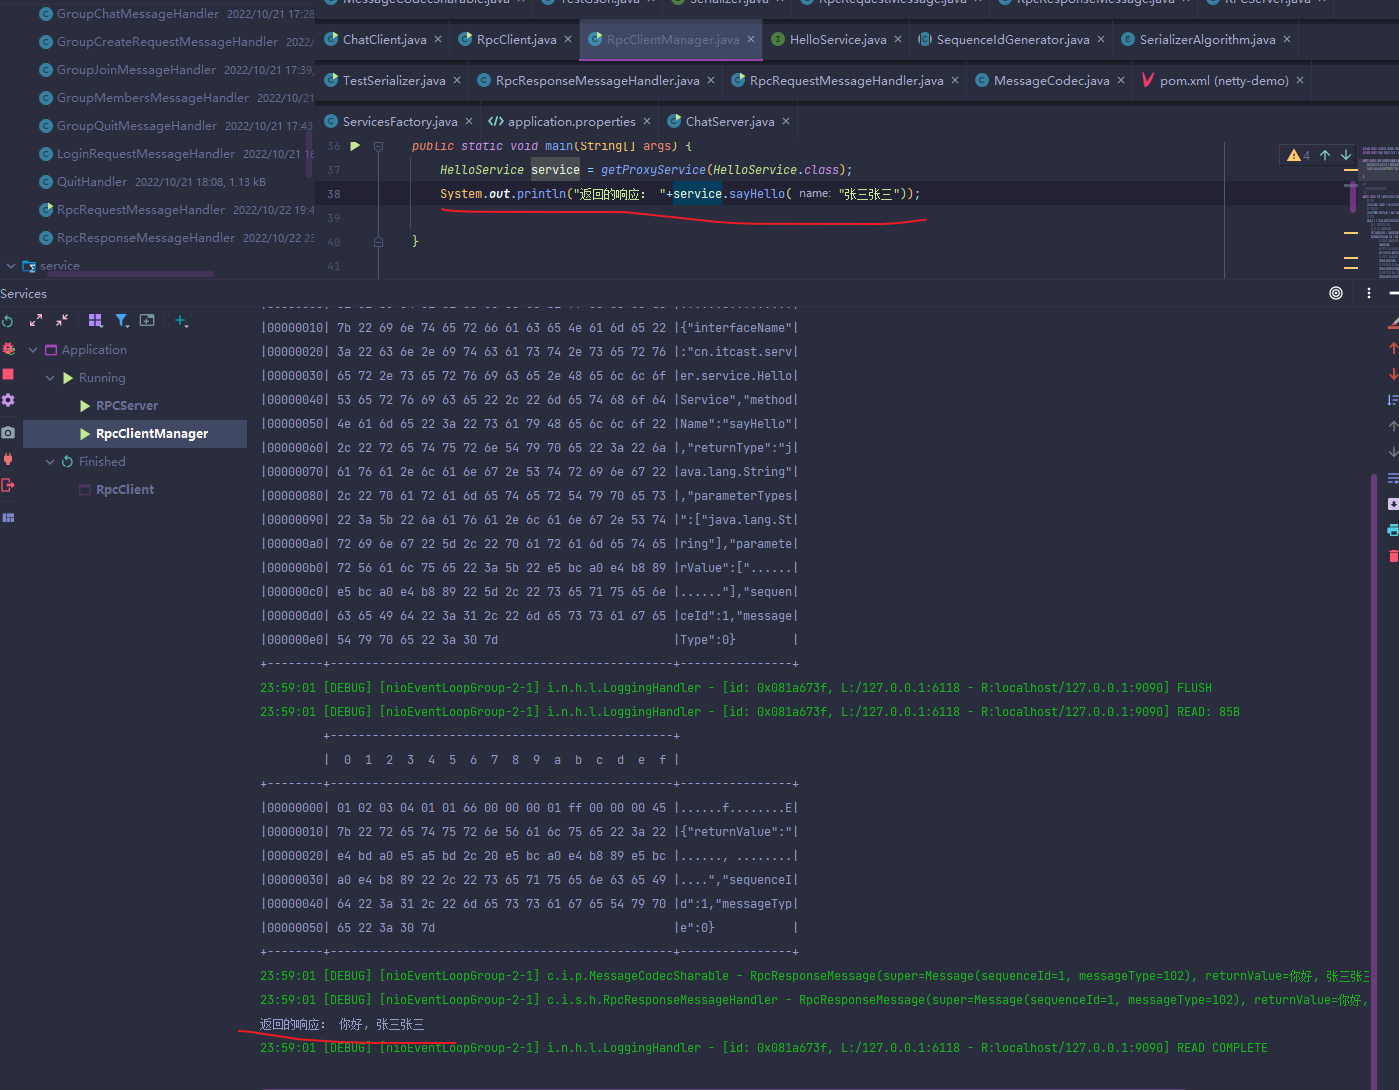 GroupChatMessageHandler 2022/10/21 17:28
GroupCreateRequestMessageHandler 2022/
GroupJoinMessageHandler 2022/10/21 17:39,
GroupMembersMessageHandler 2022/10/21
GroupQuitMessageHandler 2022/10/21 17:43
LoginRequestMessageHandler 2022/10/21 16
QuitHandler 2022/10/21 18:08, 1.13 kB
RpcRequestMessageHandler 2022/10/22 19:4
RpcResponseMessageHandler 2022/10/22 23
service
MessageCodecSharable.java TestGson.java Serializer.java RpcRequestMessage.java RpcResponseMessage.java RPCServer.java
ChatClient.java RpcClient.java RpcClientManager.java HelloService.java SequenceIdGenerator.java SerializerAlgorithm.java
TestSerializer.java RpcResponseMessageHandler.java RpcRequestMessageHandler.java MessageCodec.java pom.xml (netty-demo)
ServicesFactory.java application.properties ChatServer.java
36 public static void main(String[] args) {
37 HelloService service = getProxyService(HelloService.class);
38 System.out.println("返回的响应: "+service.sayHello( name: "张三张三"));
39
40 }
41
4
Services
Application
Running
RPCServer
RpcClientManager
Finished
RpcClient
|00000010| 7b 22 69 6e 74 65 72 66 61 63 65 4e 61 6d 65 22 |{"interfaceName"|
|00000020| 3a 22 63 6e 2e 69 74 63 61 73 74 2e 73 65 72 76 |:"cn.itcast.serv|
|00000030| 65 72 2e 73 65 72 76 69 63 65 2e 48 65 6c 6c 6f |er.service.Hello|
|00000040| 53 65 72 76 69 63 65 22 2c 22 6d 65 74 68 6f 64 |Service","method|
|00000050| 4e 61 6d 65 22 3a 22 73 61 79 48 65 6c 6c 6f 22 |Name":"sayHello"|
|00000060| 2c 22 72 65 74 75 72 6e 54 79 70 65 22 3a 22 6a |,"returnType":"j|
|00000070| 61 76 61 2e 6c 61 6e 67 2e 53 74 72 69 6e 67 22 |ava.lang.String"|
|00000080| 2c 22 70 61 72 61 6d 65 74 65 72 54 79 70 65 73 |,"parameterTypes|
|00000090| 22 3a 5b 22 6a 61 76 61 2e 6c 61 6e 67 2e 53 74 |":["java.lang.St|
|000000a0| 72 69 6e 67 22 5d 2c 22 70 61 72 61 6d 65 74 65 |ring"],"paramete|
|000000b0| 72 56 61 6c 75 65 22 3a 5b 22 e5 bc a0 e4 b8 89 |rValue":["......|
|000000c0| e5 bc a0 e4 b8 89 22 5d 2c 22 73 65 71 75 65 6e |......"],"sequen|
|000000d0| 63 65 49 64 22 3a 31 2c 22 6d 65 73 73 61 67 65 |ceId":1,"message|
|000000e0| 54 79 70 65 22 3a 30 7d |Type":0} |
+--------+-------------------------------------------------+----------------+
23:59:01 [DEBUG] [nioEventLoopGroup-2-1] i.n.h.l.LoggingHandler - [id: 0x081a673f, L:/127.0.0.1:6118 - R:localhost/127.0.0.1:9090] FLUSH
23:59:01 [DEBUG] [nioEventLoopGroup-2-1] i.n.h.l.LoggingHandler - [id: 0x081a673f, L:/127.0.0.1:6118 - R:localhost/127.0.0.1:9090] READ: 85B
+-------------------------------------------------+
| 0 1 2 3 4 5 6 7 8 9 a b c d e f |
+--------+-------------------------------------------------+----------------+
|00000000| 01 02 03 04 01 01 66 00 00 00 01 ff 00 00 00 45 |......f........E|
|00000010| 7b 22 72 65 74 75 72 6e 56 61 6c 75 65 22 3a 22 |{"returnValue":"|
|00000020| e4 bd a0 e5 a5 bd 2c 20 e5 bc a0 e4 b8 89 e5 bc |......, ........|
|00000030| a0 e4 b8 89 22 2c 22 73 65 71 75 65 6e 63 65 49 |....","sequenceI|
|00000040| 64 22 3a 31 2c 22 6d 65 73 73 61 67 65 54 79 70 |d":1,"messageTyp|
|00000050| 65 22 3a 30 7d |e":0} |
+--------+-------------------------------------------------+----------------+
23:59:01 [DEBUG] [nioEventLoopGroup-2-1] c.i.p.MessageCodecSharable - RpcResponseMessage(super=Message(sequenceId=1, messageType=102), returnValue=你好, 张三张三
23:59:01 [DEBUG] [nioEventLoopGroup-2-1] c.i.s.h.RpcResponseMessageHandler - RpcResponseMessage(super=Message(sequenceId=1, messageType=102), returnValue=你好,
返回的响应: 你好, 张三张三
23:59:01 [DEBUG] [nioEventLoopGroup-2-1] i.n.h.l.LoggingHandler - [id: 0x081a673f, L:/127.0.0.1:6118 - R:localhost/127.0.0.1:9090] READ COMPLETE